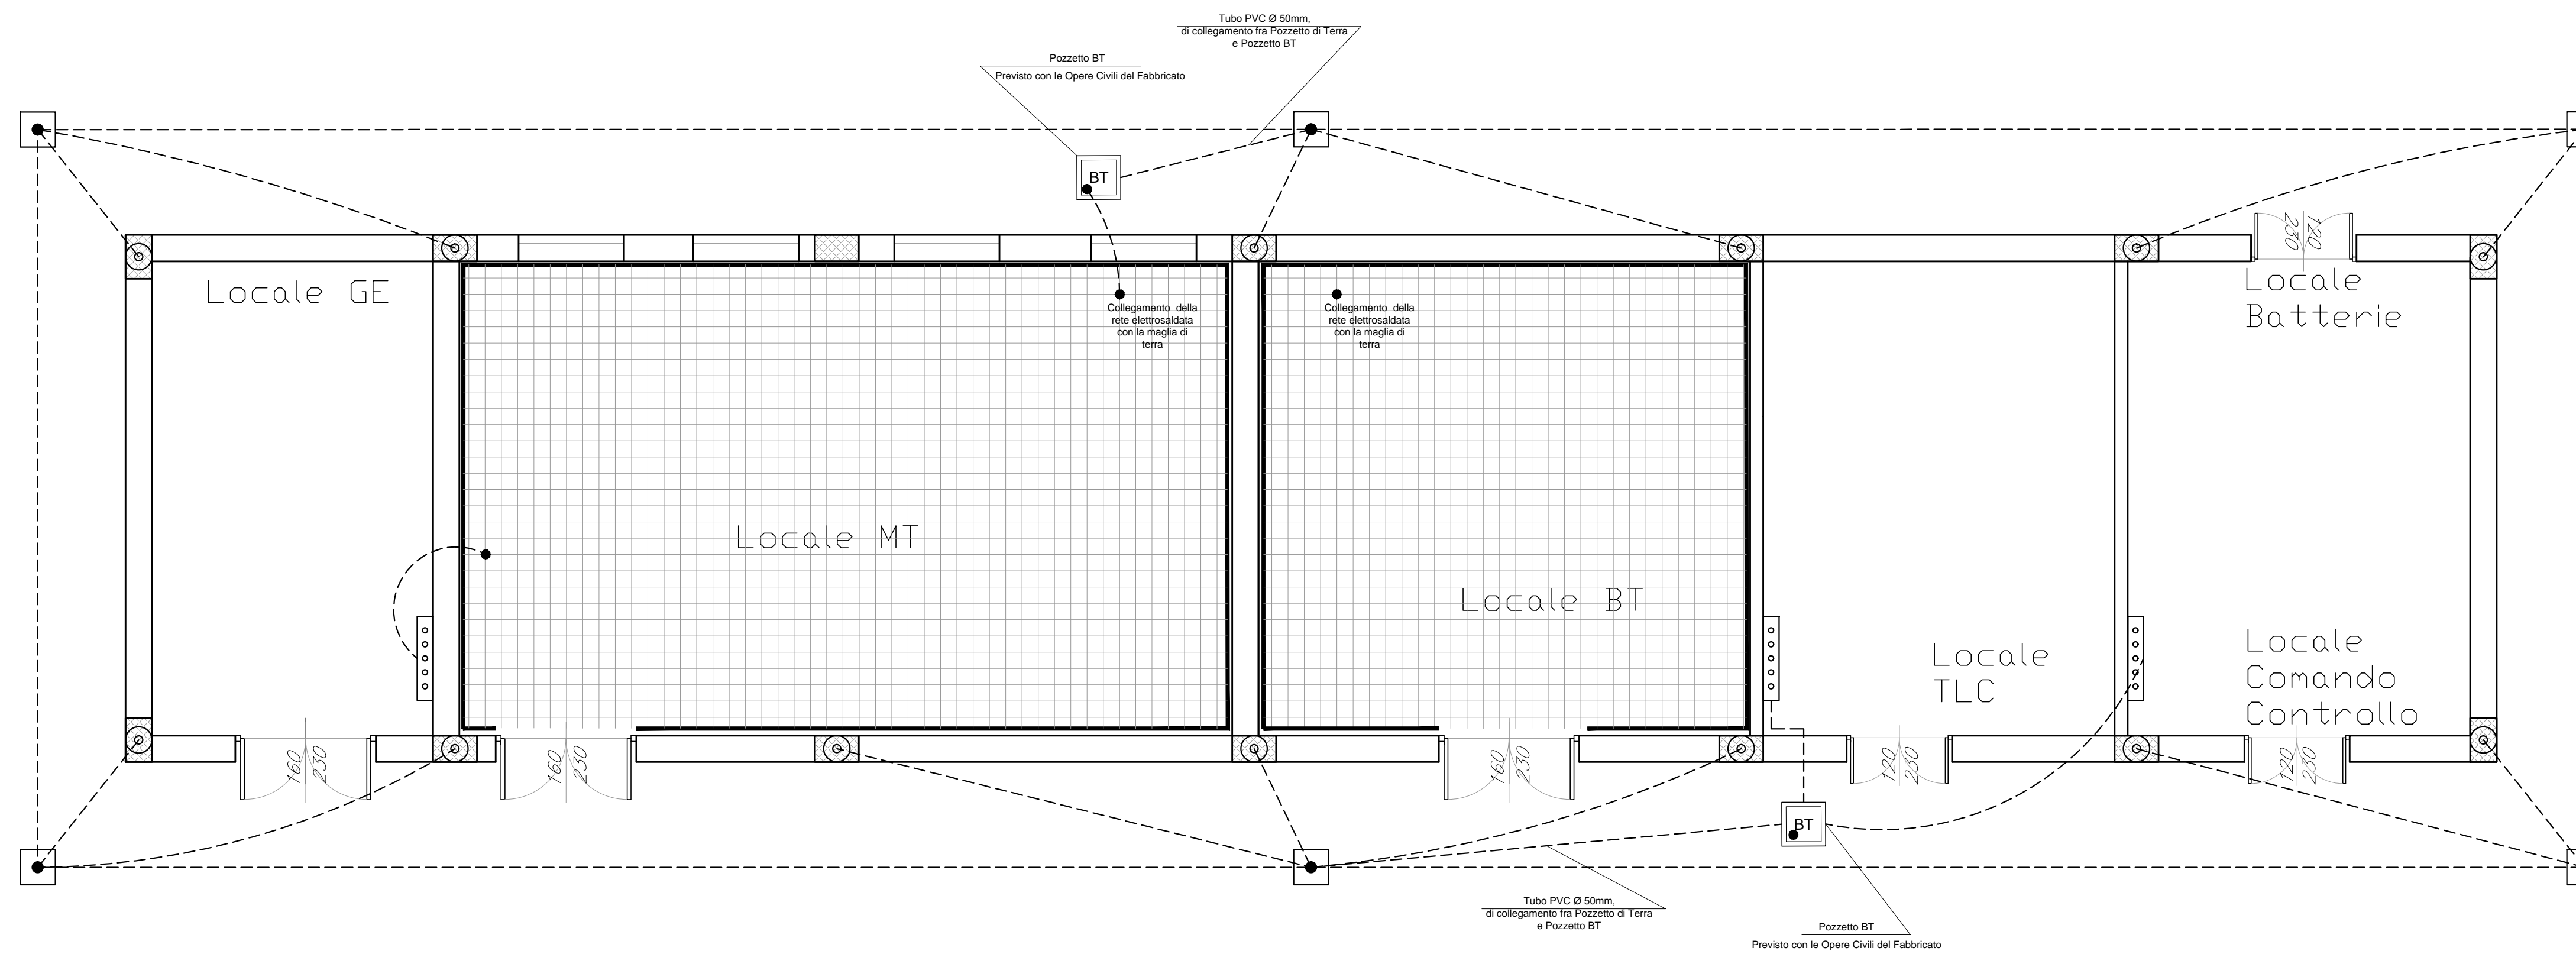 Tubo PVC Ø 50mm,
di collegamento fra Pozzetto di Terra
e Pozzetto BT
Pozzetto BT
Previsto con le Opere Civili del Fabbricato
BT
230
120
Locale GE
Locale
Batterie
Collegamento della
rete elettrosaldata
con la maglia di
terra
Collegamento della
rete elettrosaldata
con la maglia di
terra
Locale MT
Locale BT
Locale
TLC
Locale
Comando
Controllo
160
230
160
230
160
230
120
230
120
230
BT
Tubo PVC Ø 50mm,
di collegamento fra Pozzetto di Terra
e Pozzetto BT
Pozzetto BT
Previsto con le Opere Civili del Fabbricato